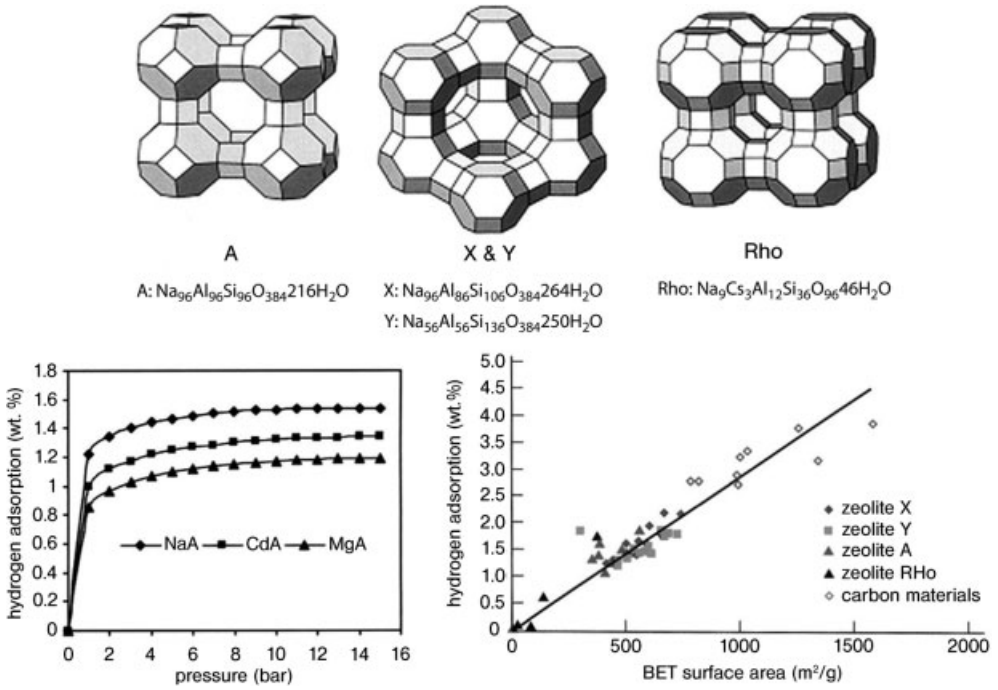 A
X & Y
Rho
A: Na₉₆Al₉₆Si₉₆O₃₈₄216H₂O
X: Na₉₆Al₈₆Si₁₀₆O₃₈₄264H₂O
Rho: Na₉Cs₃Al₁₂Si₃₆O₉₆46H₂O
Y: Na₅₆Al₅₆Si₁₃₆O₃₈₄250H₂O
hydrogen adsorption (wt. %)
1.8
1.6
1.4
1.2
1
0.8
0.6
0.4
0.2
0
NaA CdA MgA
0 2 4 6 8 10 12 14 16
pressure (bar)
hydrogen adsorption (wt.%)
5.0
4.5
4.0
3.5
3.0
2.5
2.0
1.5
1.0
0.5
0
zeolite X
zeolite Y
zeolite A
zeolite RHo
carbon materials
0 500 1000 1500 2000
BET surface area (m²/g)